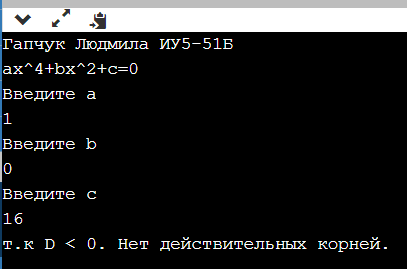 Гапчук Людмила ИУ5-51Б
ax^4+bx^2+c=0
Введите a
1
Введите b
0
Введите c
16
т.к D < 0. Нет действительных корней.